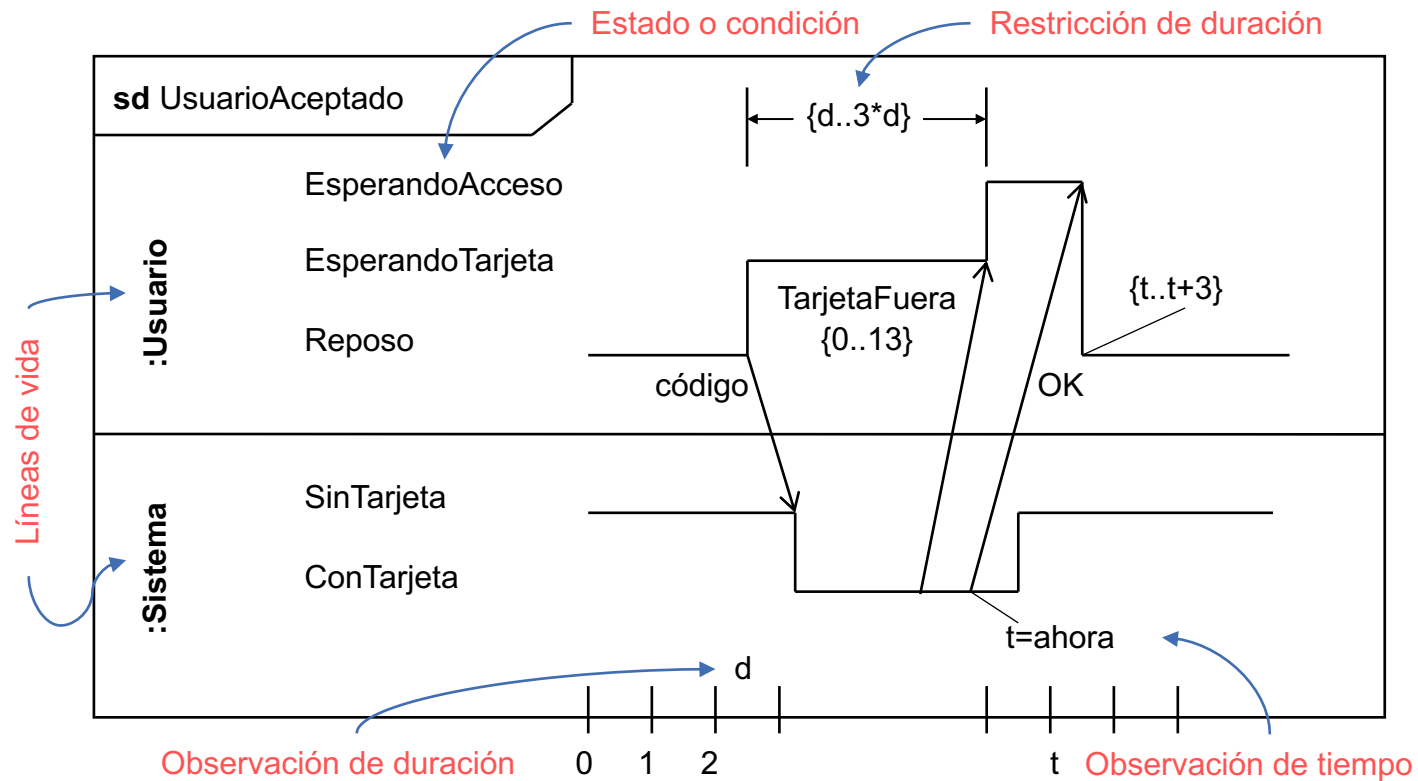 Estado o condición
Restricción de duración
sd UsuarioAceptado
{d..3*d}
EsperandoAcceso
EsperandoTarjeta
Reposo
:Usuario
TarjetaFuera
{0..13}
{t..t+3}
código
OK
Líneas de vida
SinTarjeta
ConTarjeta
:Sistema
t=ahora
d
Observación de duración
0 1 2
t
Observación de tiempo